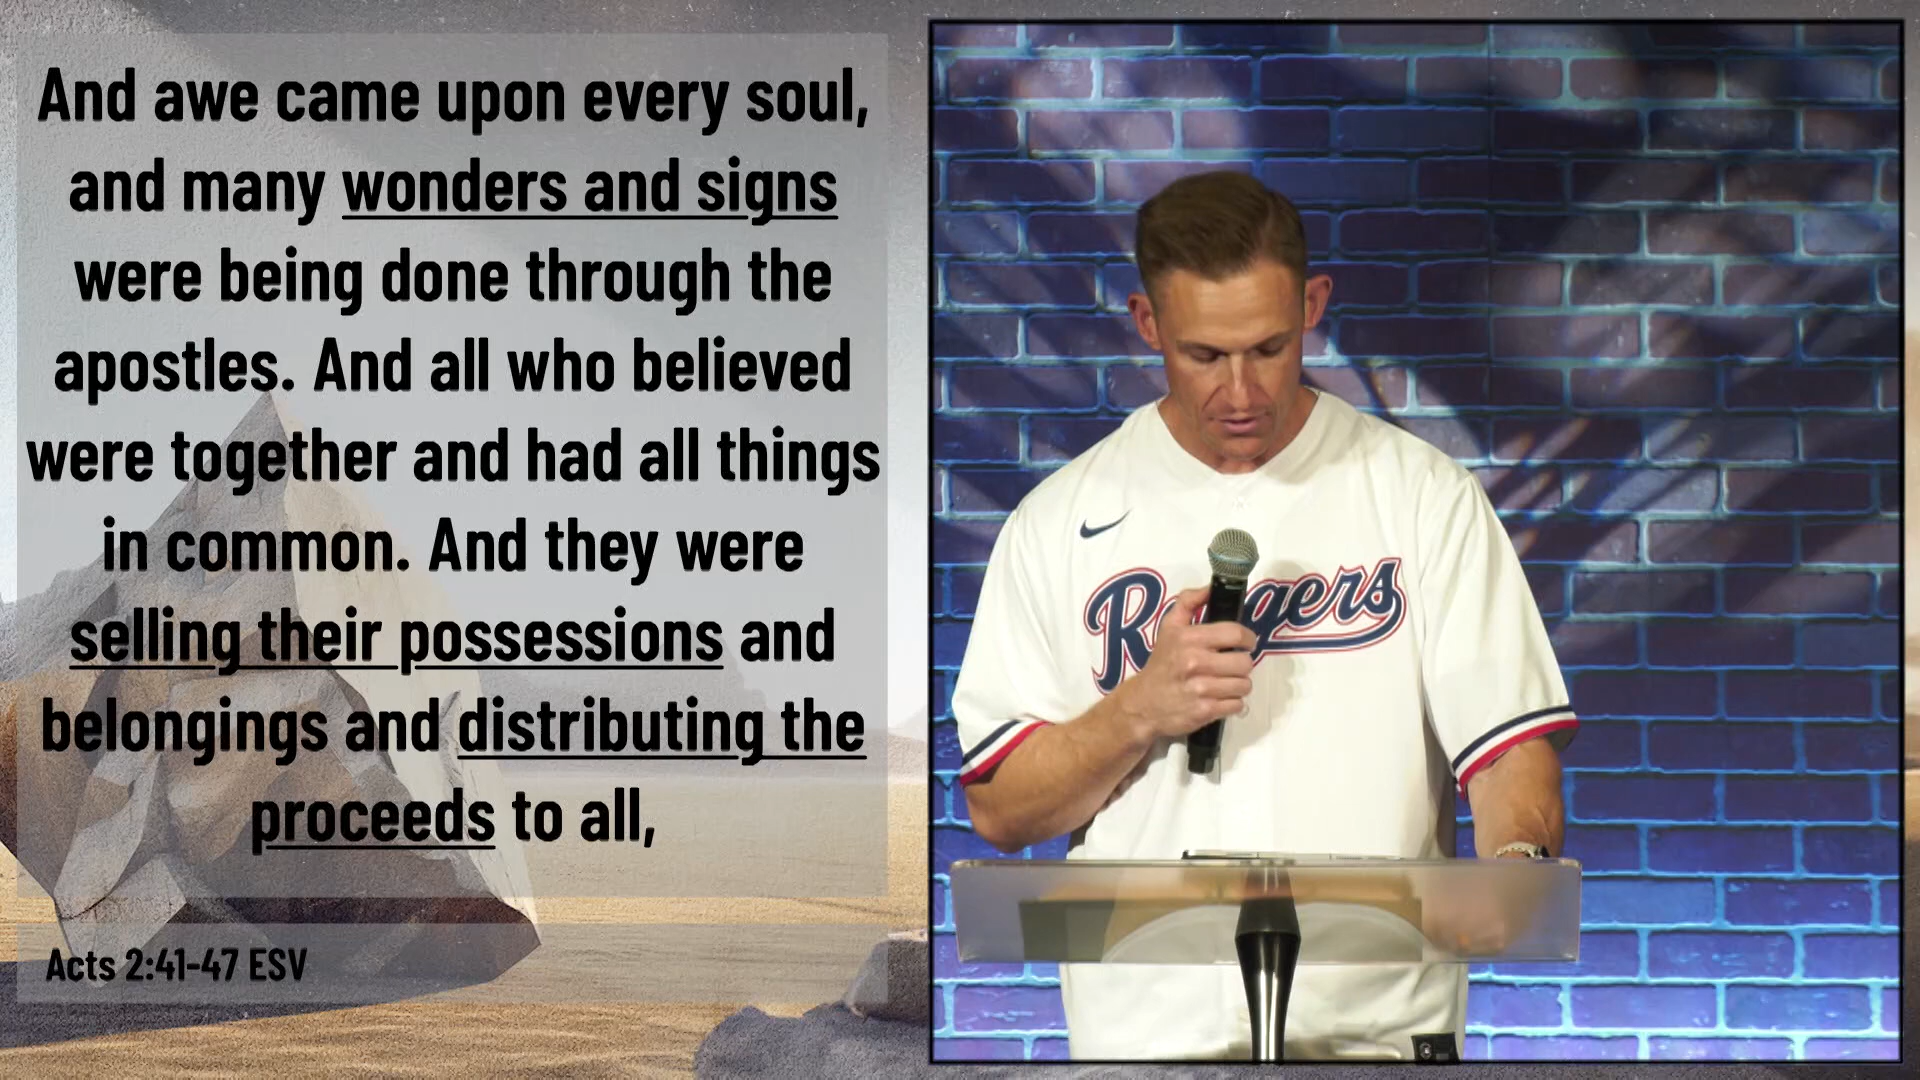 And awe came upon every soul,
and many wonders and signs
were being done through the
apostles. And all who believed
were together and had all things
in common. And they were
selling their possessions and
belongings and distributing the
proceeds to all,
Acts 2:41-47 ESV
Rangers